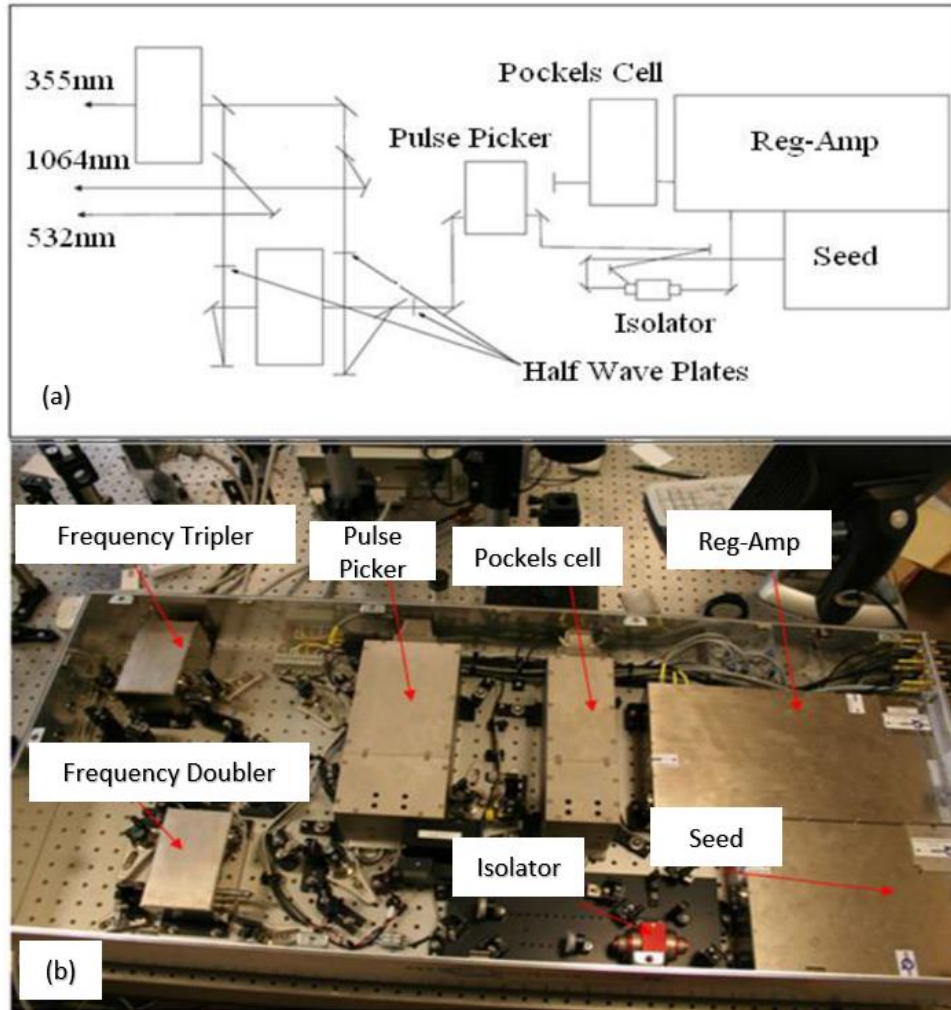 355nm
1064nm
532nm
Pockels Cell
Pulse Picker
Reg-Amp
Seed
Isolator
Half Wave Plates
(a)
Frequency Tripler
Pulse
Picker
Pockels cell
Reg-Amp
Frequency Doubler
Isolator
Seed
(b)